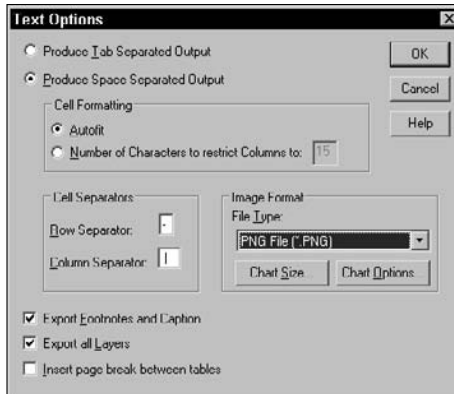 Text Options
Produce Tab Separated Output
OK
Produce Space Separated Output
Cancel
Cell Formatting
Help
Autofit
Number of Characters to restrict Columns to: 15
Cell Separators
Image Format
File Type:
Row Separator: -
PNG File (*.PNG)
Column Separator: |
Chart Size...
Chart Options...
Export Footnotes and Caption
Export all Layers
Insert page break between tables